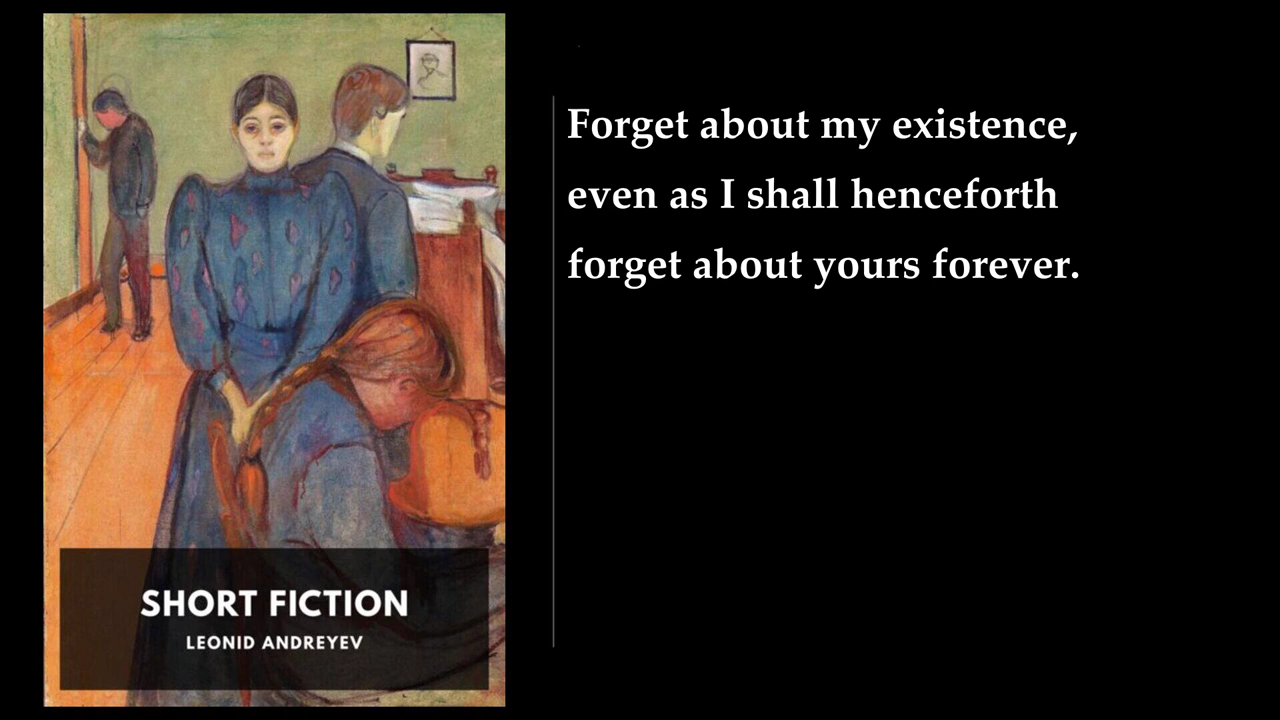 Forget about my existence,
even as I shall henceforth
forget about yours forever.
SHORT FICTION
LEONID ANDREYEV